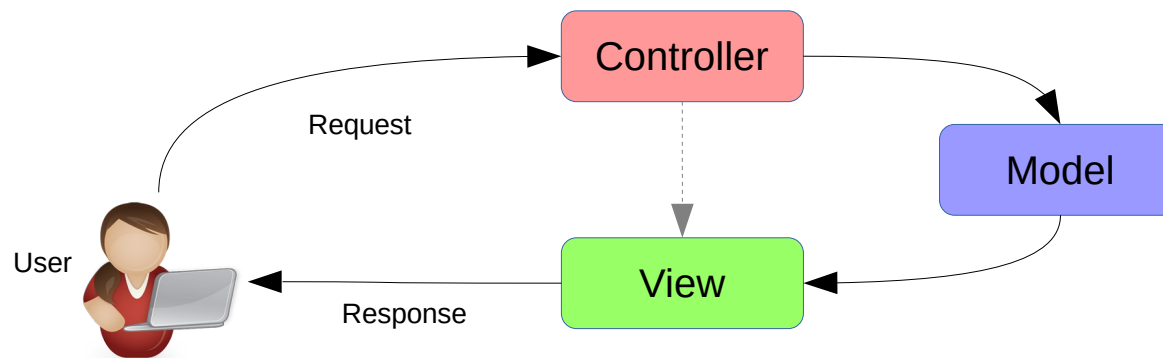 Controller
Request
Model
User
View
Response